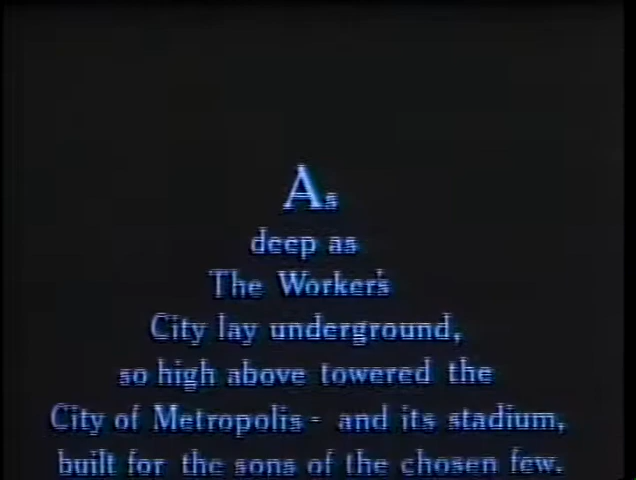 As
deep as
The Worker's
City lay underground,
so high above towered the
City of Metropolis - and its stadium,
built for the sons of the chosen few.